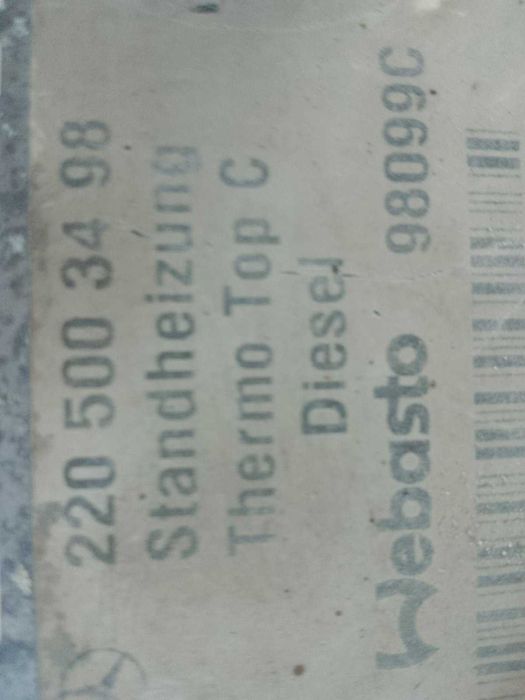 220 500 34 98
Standheizung
Thermo Top C
Diesel
Webasto 98099C